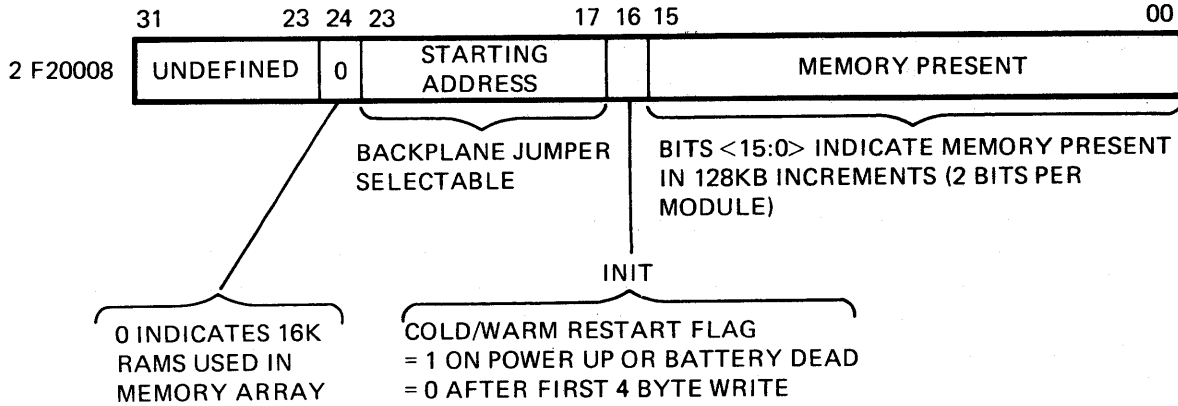 31 23 24 23 17 16 15 00
2 F20008 UNDEFINED 0 STARTING ADDRESS MEMORY PRESENT
BACKPLANE JUMPER
SELECTABLE
BITS <15:0> INDICATE MEMORY PRESENT
IN 128KB INCREMENTS (2 BITS PER
MODULE)
INIT
0 INDICATES 16K
RAMS USED IN
MEMORY ARRAY
COLD/WARM RESTART FLAG
= 1 ON POWER UP OR BATTERY DEAD
= 0 AFTER FIRST 4 BYTE WRITE